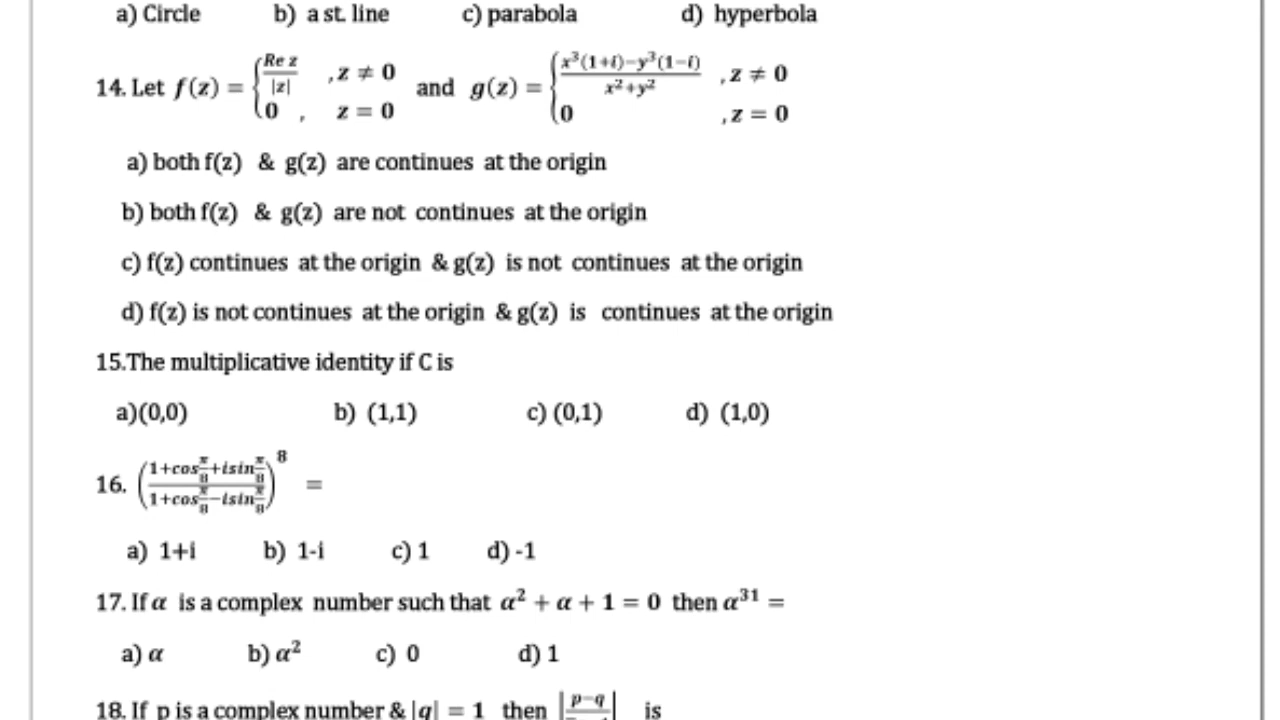 a) Circle b) a st. line c) parabola d) hyperbola
14. Let f(z) = {Re z / |z| , z ≠ 0 ; 0 , z = 0 and g(z) = {x³(1+i)−y³(1−i) / x²+y² , z ≠ 0 ; 0 , z = 0
a) both f(z) & g(z) are continues at the origin
b) both f(z) & g(z) are not continues at the origin
c) f(z) continues at the origin & g(z) is not continues at the origin
d) f(z) is not continues at the origin & g(z) is continues at the origin
15.The multiplicative identity if C is
a)(0,0) b) (1,1) c) (0,1) d) (1,0)
16. ((1+cos π/8 +isin π/8) / (1+cos π/8 −isin π/8))⁸ =
a) 1+i b) 1-i c) 1 d) -1
17. If α is a complex number such that α² + α + 1 = 0 then α³¹ =
a) α b) α² c) 0 d) 1
18. If p is a complex number & |q| = 1 then |p−q| is